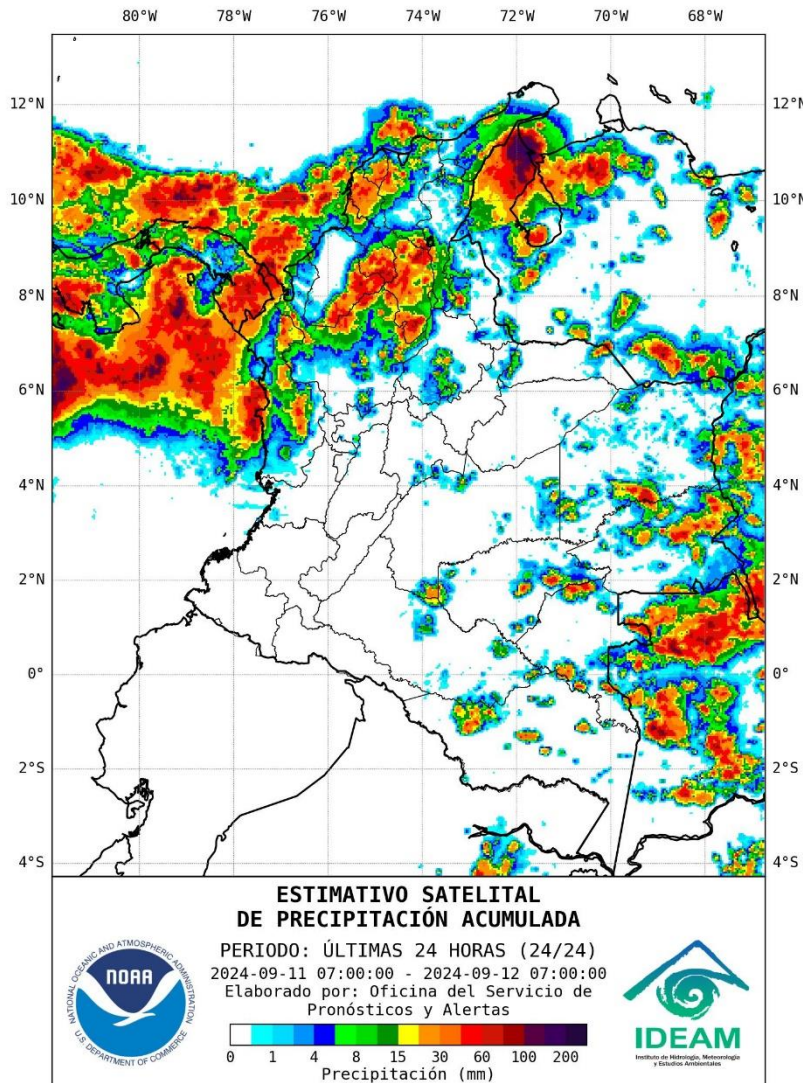 80°W 78°W 76°W 74°W 72°W 70°W 68°W
12°N 12°N
10°N 10°N
8°N 8°N
6°N 6°N
4°N 4°N
2°N 2°N
0° 0°
2°S 2°S
4°S 4°S
ESTIMATIVO SATELITAL
DE PRECIPITACIÓN ACUMULADA
PERIODO: ÚLTIMAS 24 HORAS (24/24)
2024-09-11 07:00:00 - 2024-09-12 07:00:00
Elaborado por: Oficina del Servicio de
Pronósticos y Alertas
0 1 4 8 15 30 60 100 200
Precipitación (mm)
NATIONAL OCEANIC AND ATMOSPHERIC ADMINISTRATION
NOAA
U.S. DEPARTMENT OF COMMERCE
IDEAM
Instituto de Hidrología, Meteorología
y Estudios Ambientales